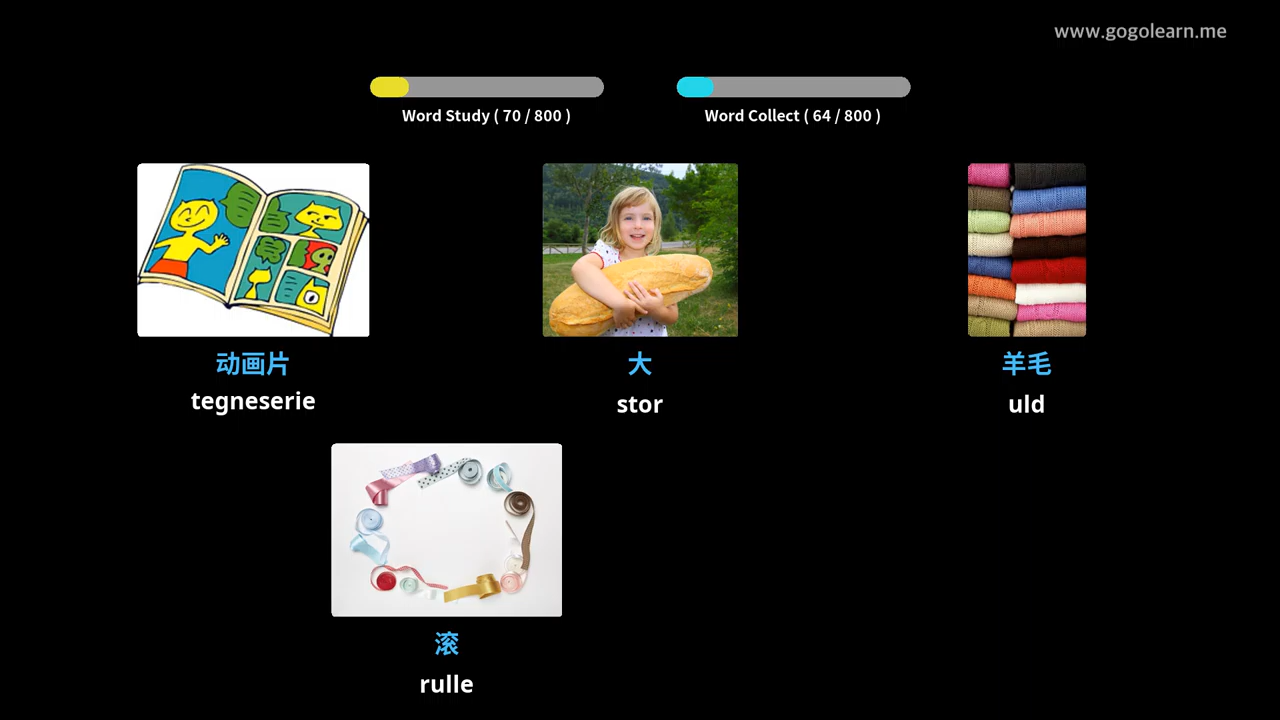 www.gogolearn.me
Word Study ( 70 / 800 )
Word Collect ( 64 / 800 )
动画片
大
羊毛
tegneserie
stor
uld
滚
rulle